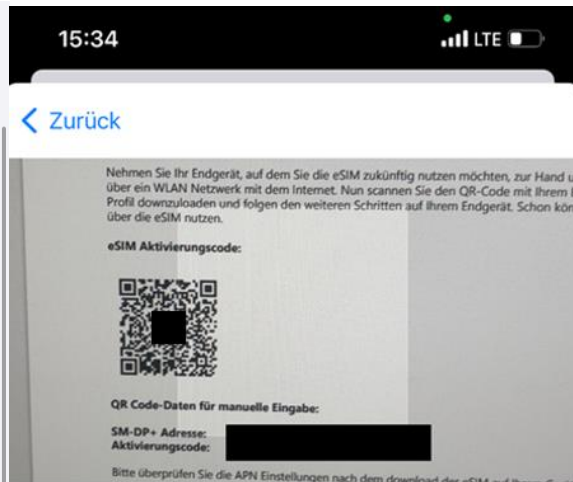 15:34
LTE
Zurück
Nehmen Sie Ihr Endgerät, auf dem Sie die eSIM zukünftig nutzen möchten, zur Hand
über ein WLAN Netzwerk mit dem Internet. Nun scannen Sie den QR-Code mit Ihrem
Profil downzuloaden und folgen den weiteren Schritten auf Ihrem Endgerät. Schon
über die eSIM nutzen.
eSIM Aktivierungscode:
QR Code-Daten für manuelle Eingabe:
SM-DP+ Adresse:
Aktivierungscode:
Bitte überprüfen Sie die APN Einstellungen nach dem download der eSIM auf Ihrem